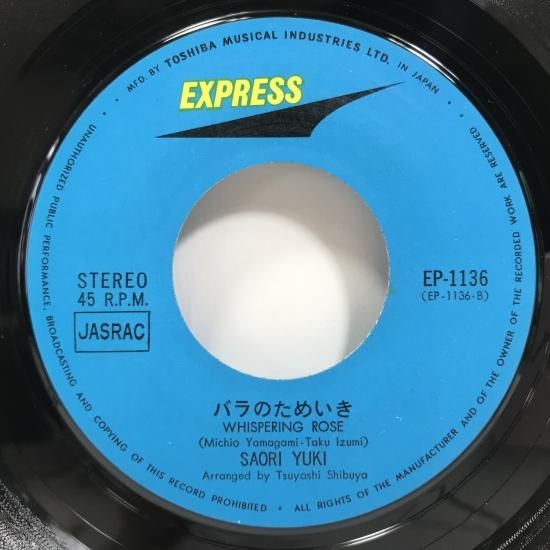 MFD. BY TOSHIBA MUSICAL INDUSTRIES LTD. IN JAPAN
EXPRESS
STEREO
45 R.P.M.
JASRAC
EP-1136
(EP-1136-B)
バラのためいき
WHISPERING ROSE
(Michio Yamagami-Taku Izumi)
SAORI YUKI
Arranged by Tsuyoshi Shibuya
UNAUTHORIZED PUBLIC PERFORMANCE, BROADCASTING AND COPYING OF THIS RECORD PROHIBITED • ALL RIGHTS OF THE MANUFACTURER AND OF THE OWNER OF THE RECORDED WORK ARE RESERVED